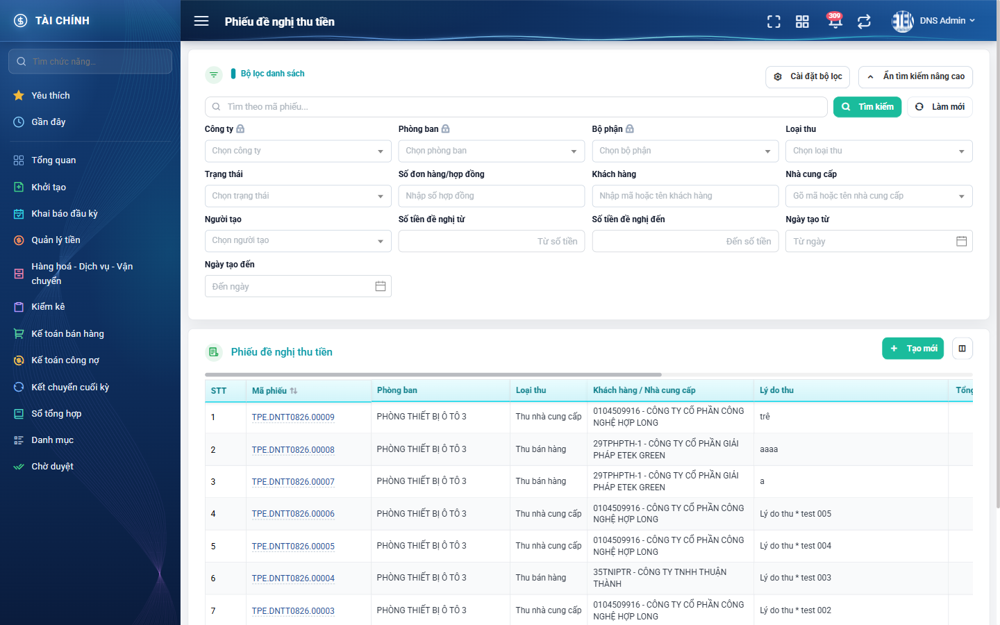 TÀI CHÍNH
Phiếu đề nghị thu tiền
309
DNS Admin
Tìm chức năng...
Yêu thích
Gần đây
Tổng quan
Khởi tạo
Khai báo đầu kỳ
Quản lý tiền
Hàng hoá - Dịch vụ - Vận
chuyển
Kiểm kê
Kế toán bán hàng
Kế toán công nợ
Kết chuyển cuối kỳ
Sổ tổng hợp
Danh mục
Chờ duyệt
Bộ lọc danh sách
Cài đặt bộ lọc
Ẩn tìm kiếm nâng cao
Tìm theo mã phiếu...
Tìm kiếm
Làm mới
Công ty Phòng ban Bộ phận Loại thu
Chọn công ty Chọn phòng ban Chọn bộ phận Chọn loại thu
Trạng thái Số đơn hàng/hợp đồng Khách hàng Nhà cung cấp
Chọn trạng thái Nhập số hợp đồng Nhập mã hoặc tên khách hàng Gõ mã hoặc tên nhà cung cấp
Người tạo Số tiền đề nghị từ Số tiền đề nghị đến Ngày tạo từ
Chọn người tạo Từ số tiền Đến số tiền Từ ngày
Ngày tạo đến
Đến ngày
Phiếu đề nghị thu tiền
Tạo mới
STT Mã phiếu Phòng ban Loại thu Khách hàng / Nhà cung cấp Lý do thu
1 TPE.DNTT0826.00009 PHÒNG THIẾT BỊ Ô TÔ 3 Thu nhà cung cấp 0104509916 - CÔNG TY CỔ PHẦN CÔNG
NGHỆ HỢP LONG trê
2 TPE.DNTT0826.00008 PHÒNG THIẾT BỊ Ô TÔ 3 Thu bán hàng 29TPHPTH-1 - CÔNG TY CỔ PHẦN GIẢI
PHÁP ETEK GREEN aaaa
3 TPE.DNTT0826.00007 PHÒNG THIẾT BỊ Ô TÔ 3 Thu bán hàng 29TPHPTH-1 - CÔNG TY CỔ PHẦN GIẢI
PHÁP ETEK GREEN a
4 TPE.DNTT0826.00006 PHÒNG THIẾT BỊ Ô TÔ 3 Thu nhà cung cấp 0104509916 - CÔNG TY CỔ PHẦN CÔNG
NGHỆ HỢP LONG Lý do thu * test 005
5 TPE.DNTT0826.00005 PHÒNG THIẾT BỊ Ô TÔ 3 Thu nhà cung cấp 0104509916 - CÔNG TY CỔ PHẦN CÔNG
NGHỆ HỢP LONG Lý do thu * test 004
6 TPE.DNTT0826.00004 PHÒNG THIẾT BỊ Ô TÔ 3 Thu bán hàng 35TNIPTR - CÔNG TY TNHH THUẬN
THÀNH Lý do thu * test 003
7 TPE.DNTT0826.00003 PHÒNG THIẾT BỊ Ô TÔ 3 Thu nhà cung cấp 0104509916 - CÔNG TY CỔ PHẦN CÔNG
NGHỆ HỢP LONG Lý do thu * test 002